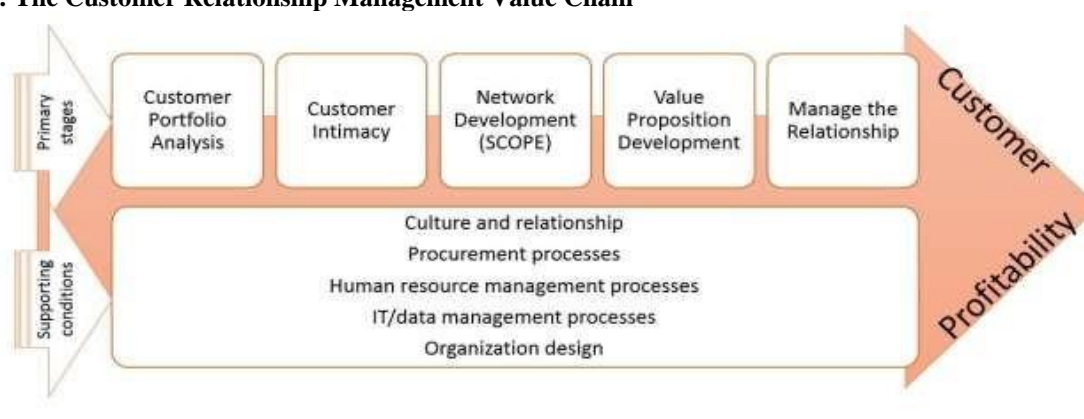 : The Customer Relationship Management Value Chain
Primary
stages
Customer
Portfolio
Analysis
Customer
Intimacy
Network
Development
(SCOPE)
Value
Proposition
Development
Manage the
Relationship
Customer
Profitability
Supporting
conditions
Culture and relationship
Procurement processes
Human resource management processes
IT/data management processes
Organization design